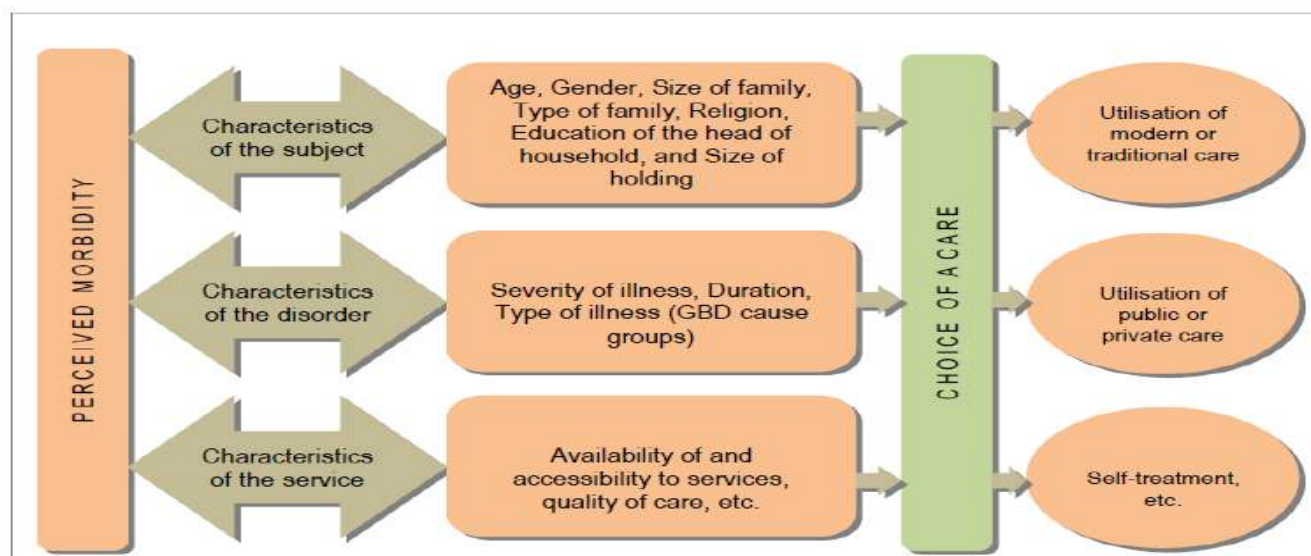 PERCEIVED MORBIDITY
Characteristics
of the subject
Age, Gender, Size of family,
Type of family, Religion,
Education of the head of
household, and Size of
holding
Characteristics
of the disorder
Severity of illness, Duration,
Type of illness (GBD cause
groups)
Characteristics
of the service
Availability of and
accessibility to services,
quality of care, etc.
CHOICE OF A CARE
Utilisation of
modern or
traditional care
Utilisation of
public or
private care
Self-treatment,
etc.